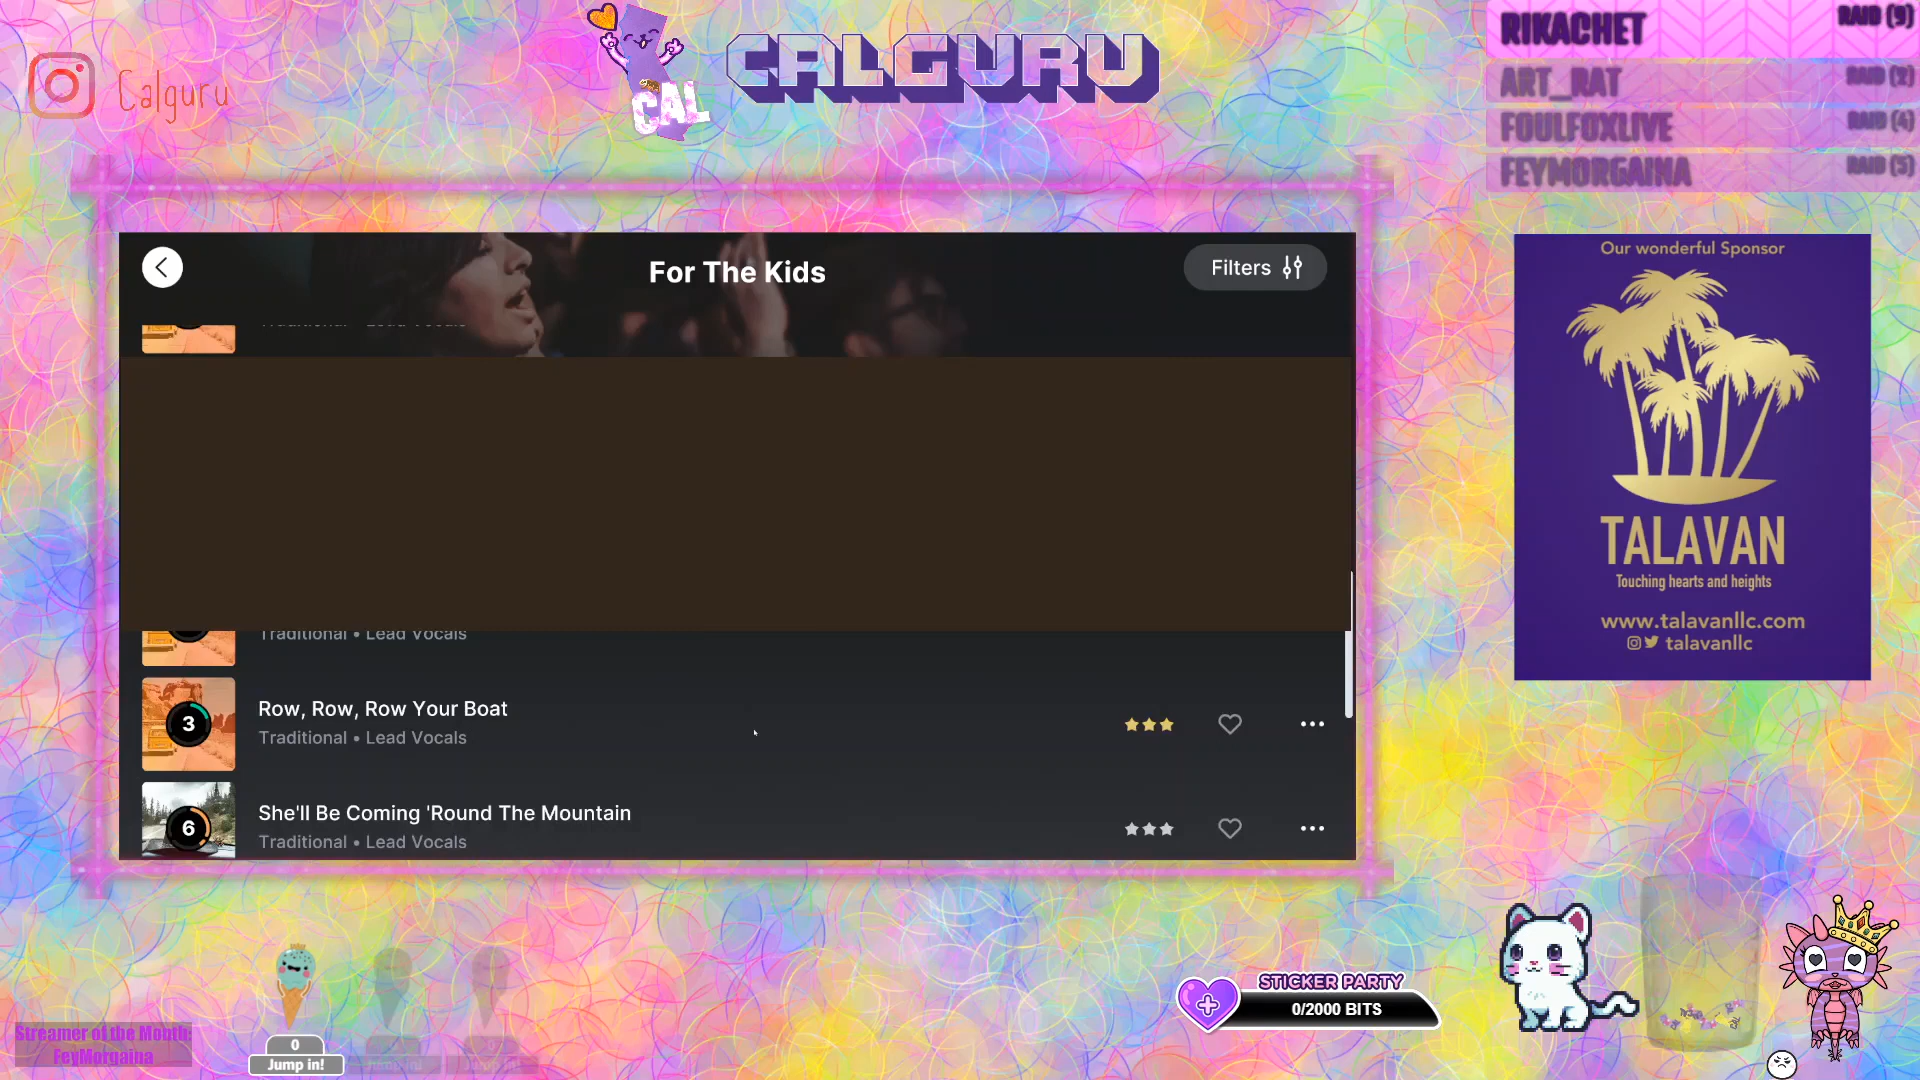 Calguru
CAL
CALGURU
RIKACHET RAID (9)
ART_RAT RAID (2)
FOULFOXLIVE RAID (4)
FEYMORGAINA RAID (5)
For The Kids
Filters
Traditional • Lead Vocals
Traditional • Lead Vocals
3
Row, Row, Row Your Boat
Traditional • Lead Vocals
6
She'll Be Coming 'Round The Mountain
Traditional • Lead Vocals
Our wonderful Sponsor
TALAVAN
Touching hearts and heights
www.talavanllc.com
talavanllc
STICKER PARTY
0/2000 BITS
Streamer of the Month:
FeyMorgaina
0
Jump in!